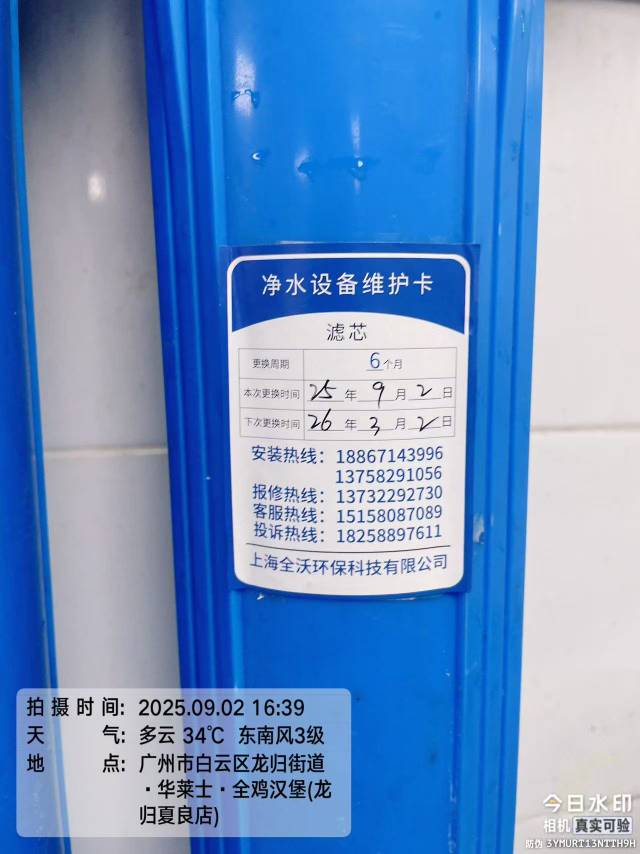 净水设备维护卡
滤芯
更换周期 6个月
本次更换时间 25年9月2日
下次更换时间 26年3月2日
安装热线：18867143996
13758291056
报修热线：13732292730
客服热线：15158087089
投诉热线：18258897611
上海全沃环保科技有限公司
拍摄时间：2025.09.02 16:39
天气：多云 34℃ 东南风3级
地点：广州市白云区龙归街道
·华莱士·全鸡汉堡(龙
归夏良店)
今日水印
相机 真实可验
防伪 3YMURT13NTTH9H